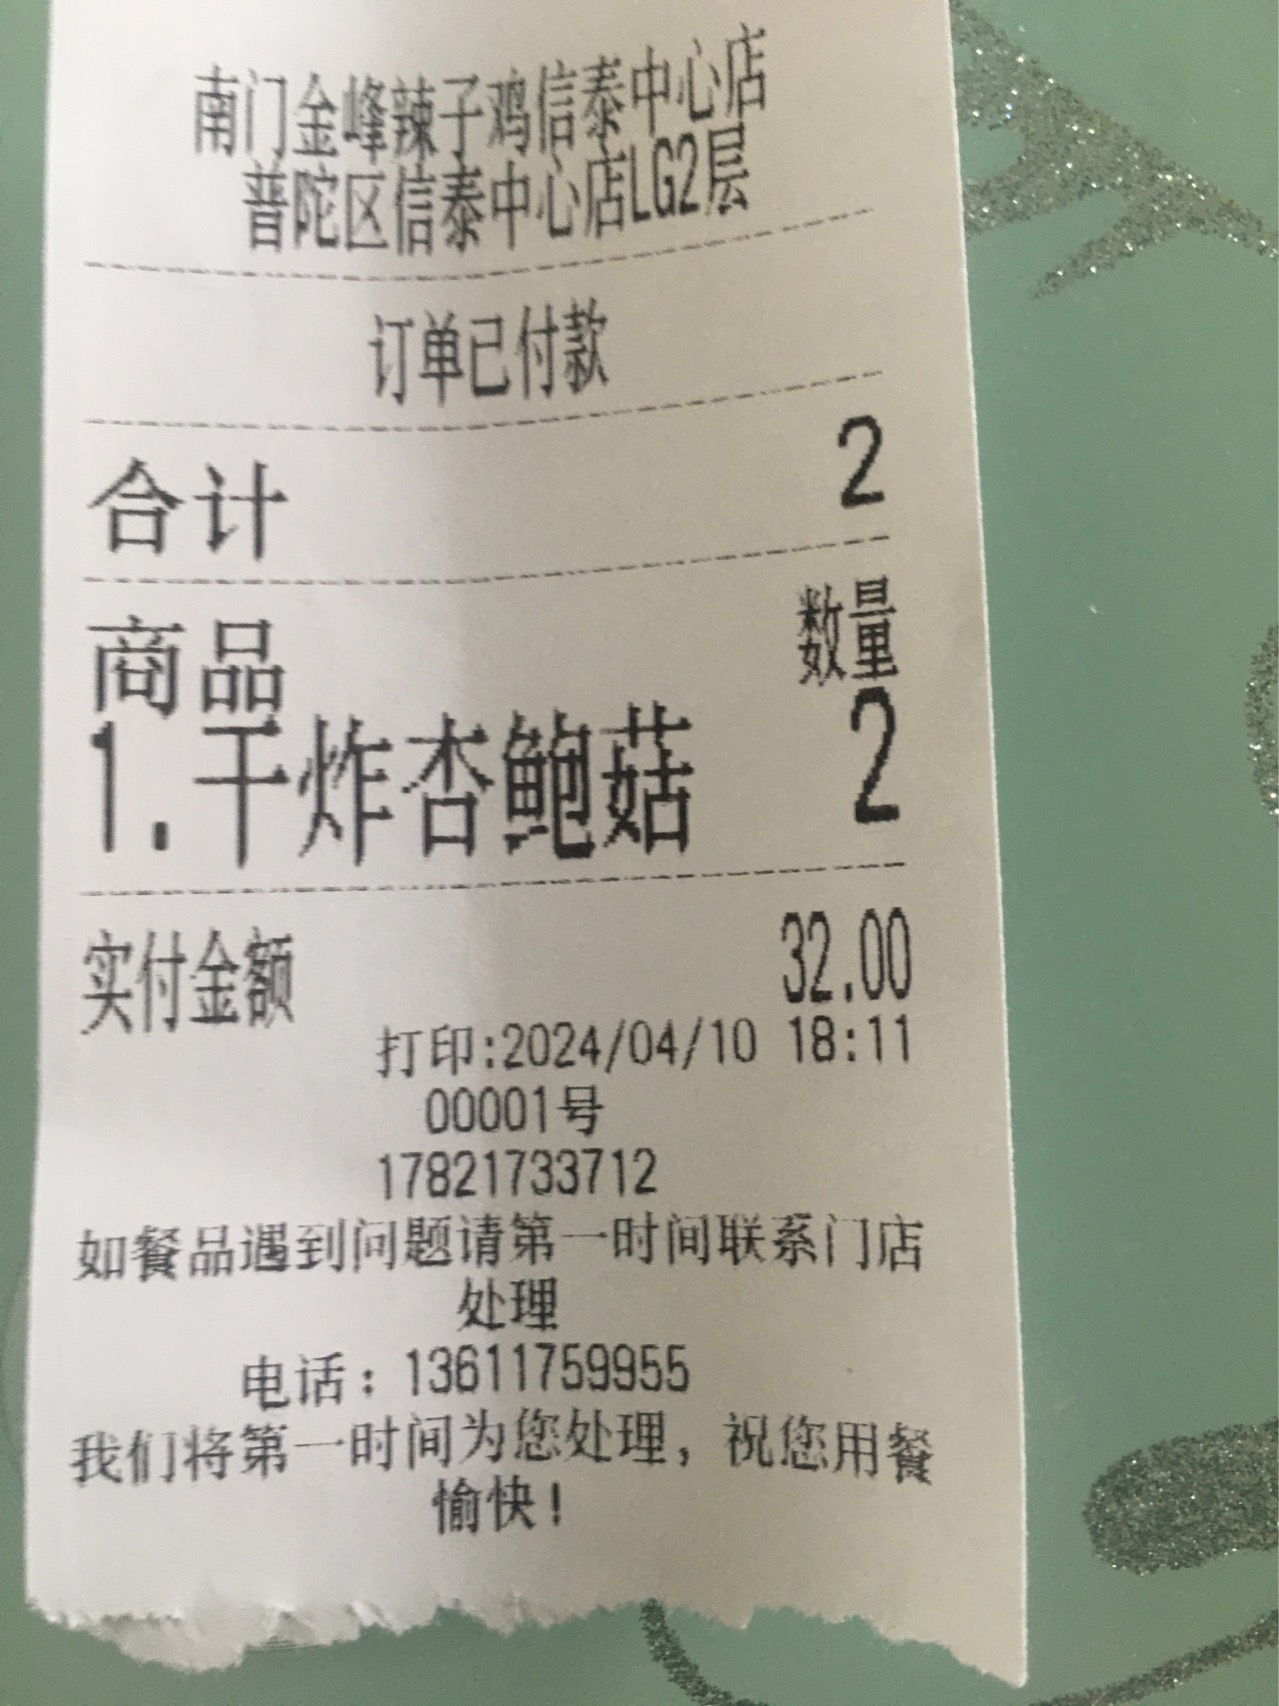 南门金峰辣子鸡信泰中心店
普陀区信泰中心店LG2层
订单已付款
合计 2
商品 数量
1.干炸杏鲍菇 2
实付金额 32.00
打印:2024/04/10 18:11
00001号
17821733712
如餐品遇到问题请第一时间联系门店
处理
电话：13611759955
我们将第一时间为您处理，祝您用餐
愉快！